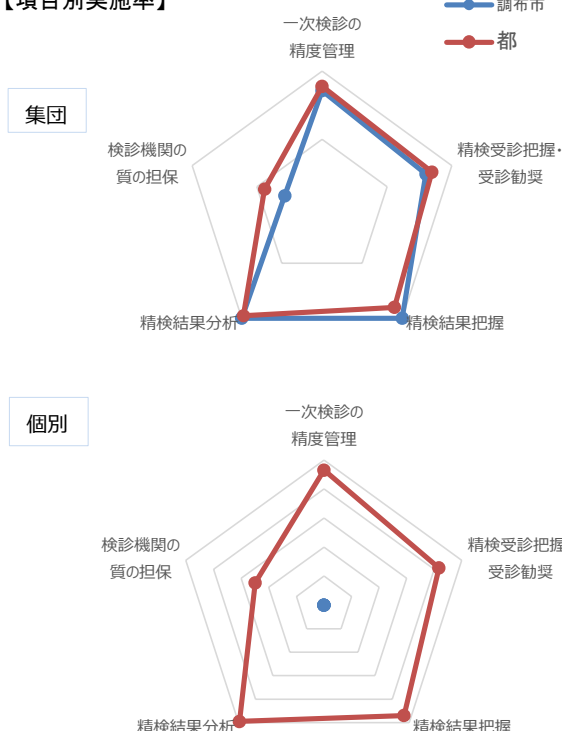 【項目別実施率】
調布市
都
集団
一次検診の
精度管理
精検受診把握・
受診勧奨
精検結果把握
精検結果分析
検診機関の
質の担保
個別
一次検診の
精度管理
精検受診把握
受診勧奨
精検結果把握
精検結果分析
検診機関の
質の担保